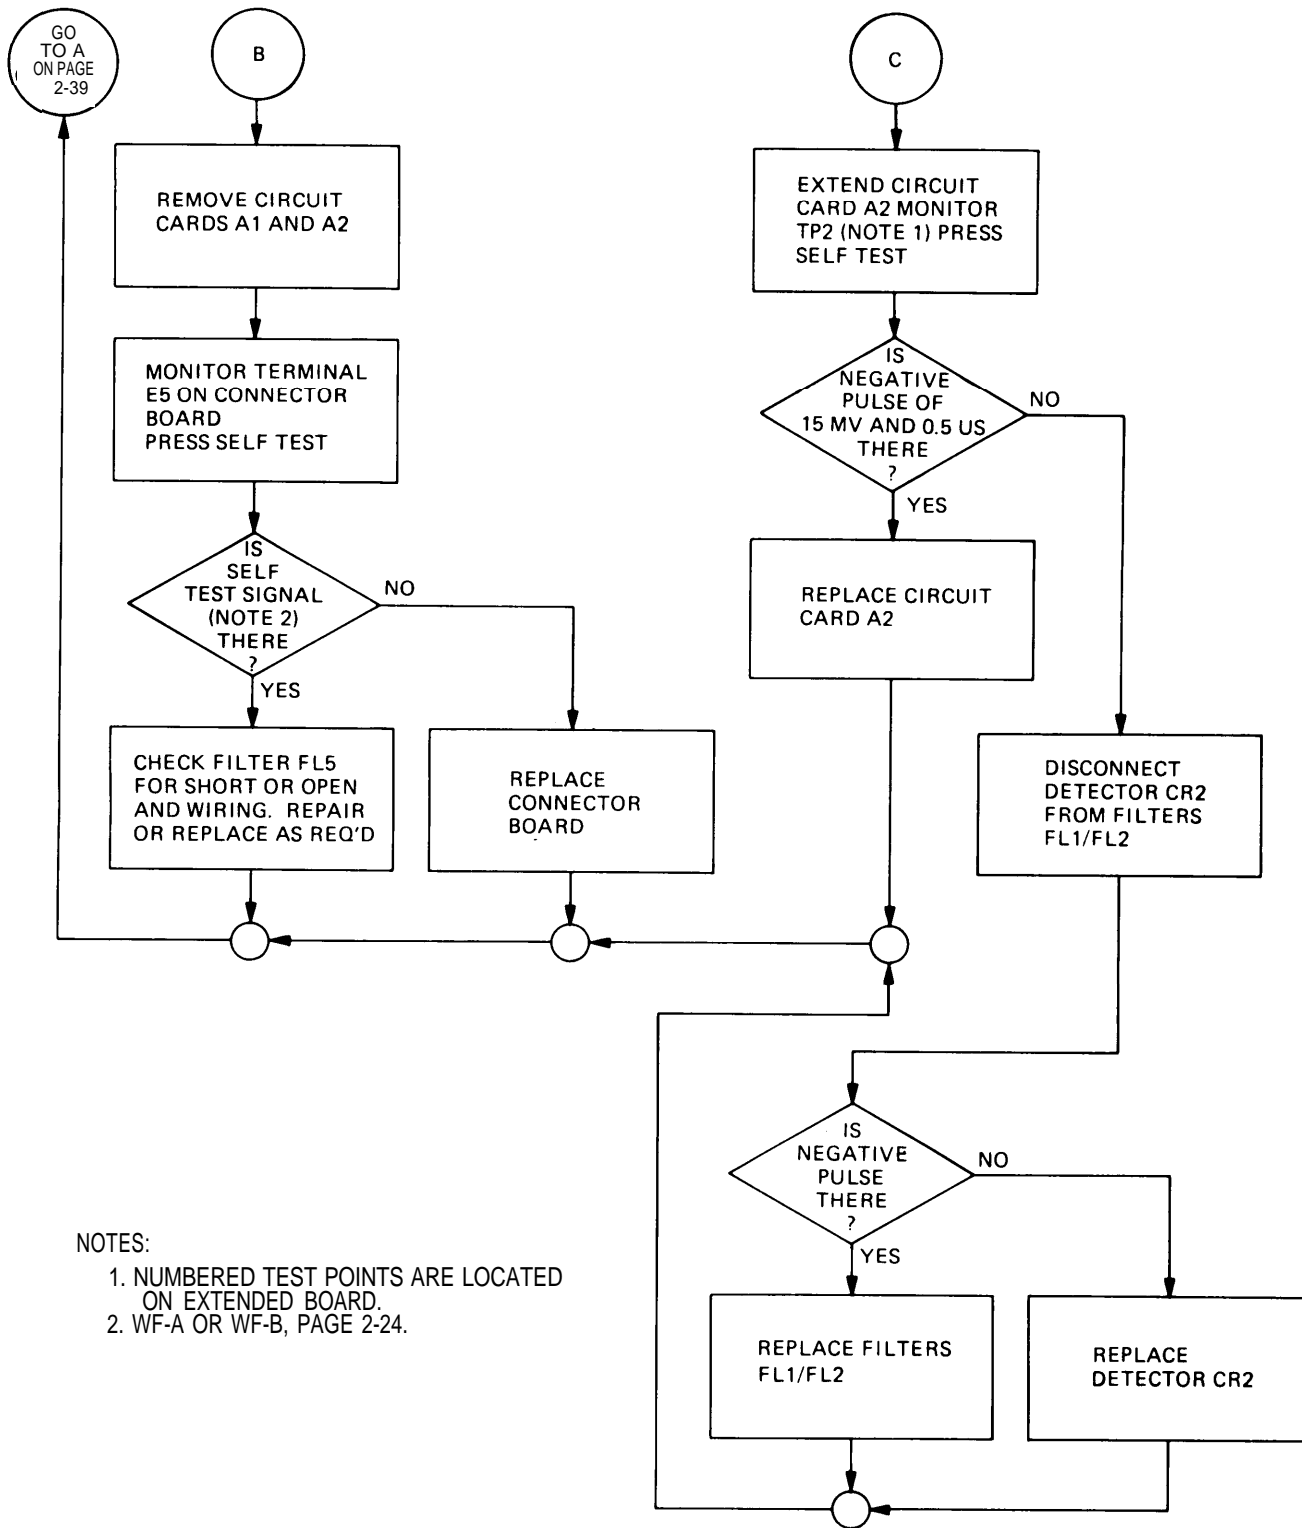 GO
TO A
ON PAGE
2-39
B
REMOVE CIRCUIT
CARDS A1 AND A2
MONITOR TERMINAL
E5 ON CONNECTOR
BOARD
PRESS SELF TEST
IS
SELF
TEST SIGNAL
(NOTE 2)
THERE
?
NO
YES
CHECK FILTER FL5
FOR SHORT OR OPEN
AND WIRING. REPAIR
OR REPLACE AS REQ'D
REPLACE
CONNECTOR
BOARD
C
EXTEND CIRCUIT
CARD A2 MONITOR
TP2 (NOTE 1) PRESS
SELF TEST
IS
NEGATIVE
PULSE OF
15 MV AND 0.5 US
THERE
?
NO
YES
REPLACE CIRCUIT
CARD A2
DISCONNECT
DETECTOR CR2
FROM FILTERS
FL1/FL2
IS
NEGATIVE
PULSE
THERE
?
NO
YES
REPLACE FILTERS
FL1/FL2
REPLACE
DETECTOR CR2
NOTES:
1. NUMBERED TEST POINTS ARE LOCATED
ON EXTENDED BOARD.
2. WF-A OR WF-B, PAGE 2-24.